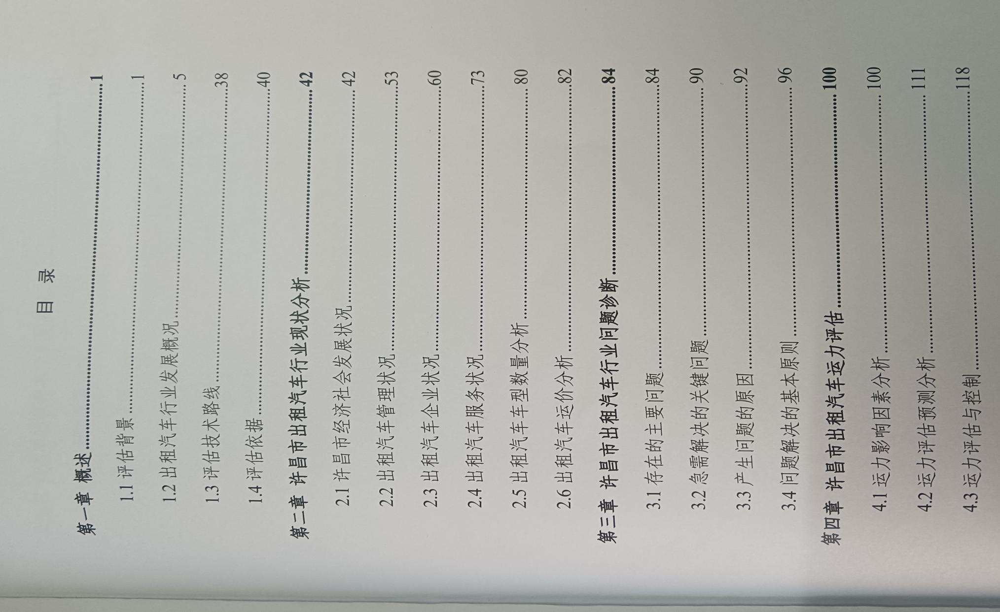 目 录
第一章 概述........................1
1.1 评估背景........................1
1.2 出租汽车行业发展概况........................5
1.3 评估技术路线........................38
1.4 评估依据........................40
第二章 许昌市出租汽车行业现状分析........................42
2.1 许昌市经济社会发展状况........................42
2.2 出租汽车管理状况........................53
2.3 出租汽车企业状况........................60
2.4 出租汽车服务状况........................73
2.5 出租汽车车型数量分析........................80
2.6 出租汽车运价分析........................82
第三章 许昌市出租汽车行业问题诊断........................84
3.1 存在的主要问题........................84
3.2 急需解决的关键问题........................90
3.3 产生问题的原因........................92
3.4 问题解决的基本原则........................96
第四章 许昌市出租汽车运力评估........................100
4.1 运力影响因素分析........................100
4.2 运力评估预测分析........................111
4.3 运力评估与控制........................118